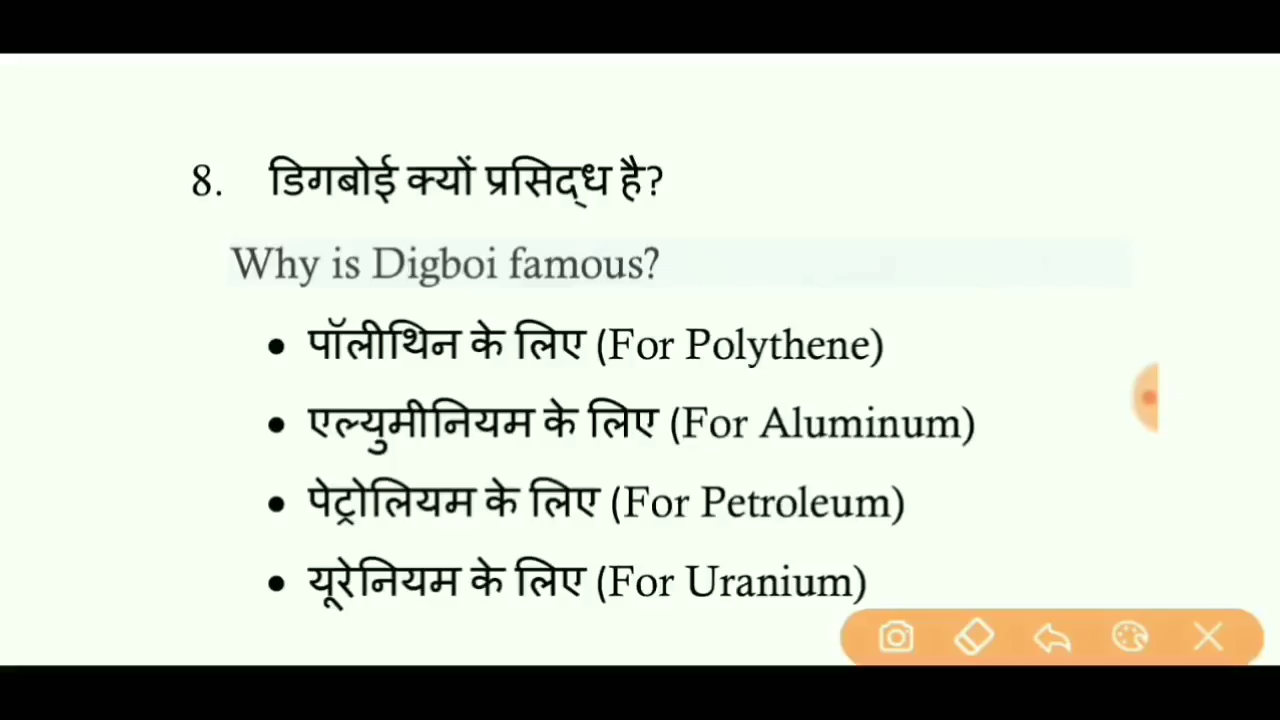 8. डिगबोई क्यों प्रसिद्ध है?
Why is Digboi famous?
• पॉलीथिन के लिए (For Polythene)
• एल्युमीनियम के लिए (For Aluminum)
• पेट्रोलियम के लिए (For Petroleum)
• यूरेनियम के लिए (For Uranium)